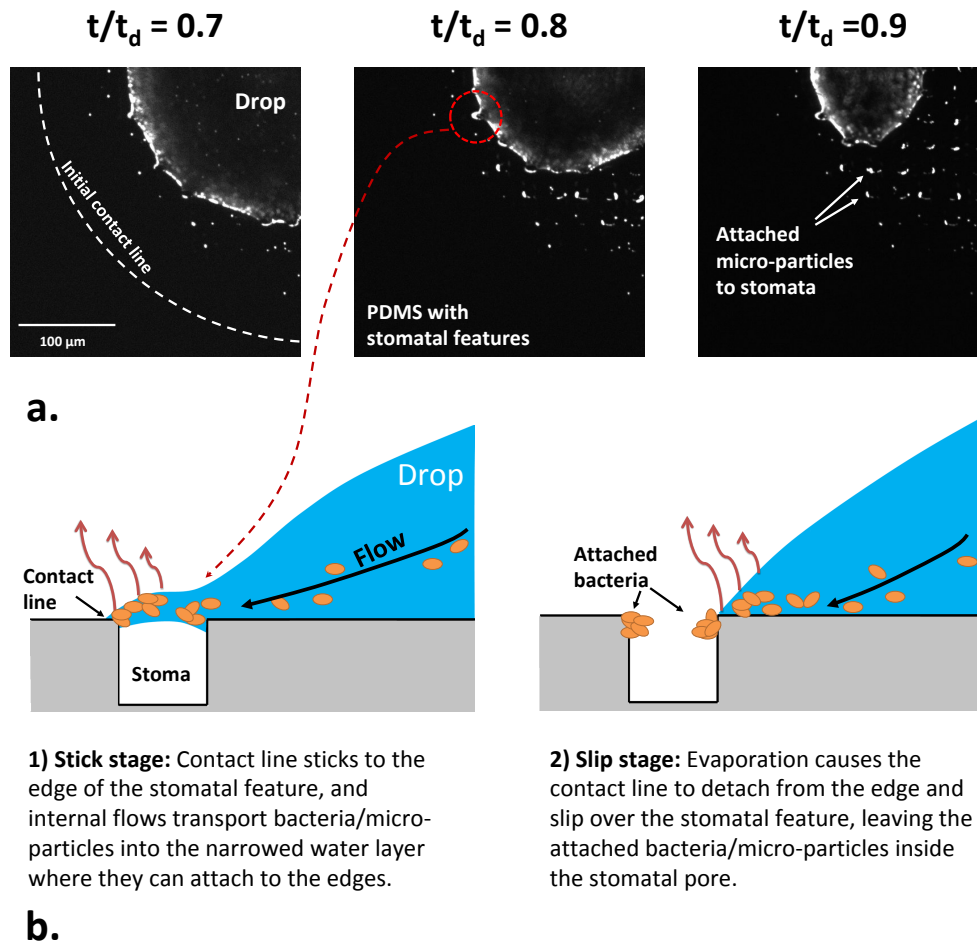 t/td = 0.7
t/td = 0.8
t/td =0.9
Drop
Initial contact line
100 µm
PDMS with
stomatal features
Attached
micro-particles
to stomata
a.
Drop
Flow
Contact
line
Stoma
Attached
bacteria
1) Stick stage: Contact line sticks to the
edge of the stomatal feature, and
internal flows transport bacteria/micro-
particles into the narrowed water layer
where they can attach to the edges.
2) Slip stage: Evaporation causes the
contact line to detach from the edge and
slip over the stomatal feature, leaving the
attached bacteria/micro-particles inside
the stomatal pore.
b.